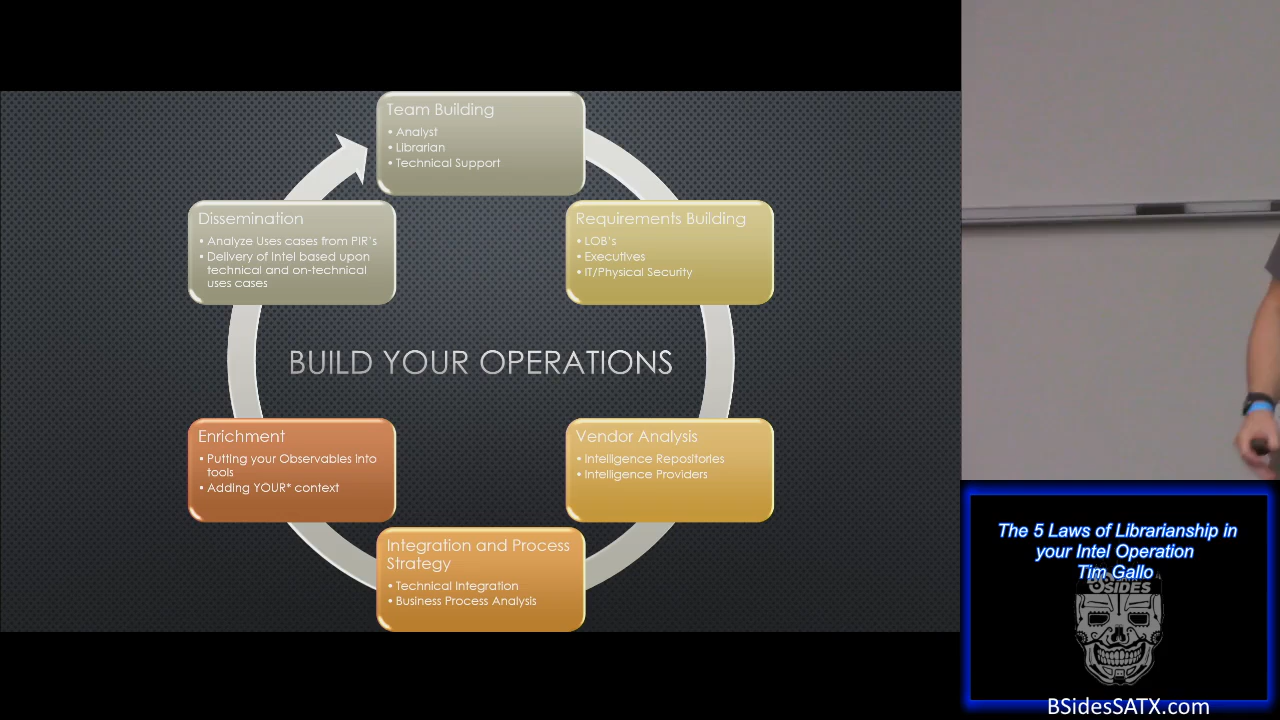 Team Building
• Analyst
• Librarian
• Technical Support
Requirements Building
• LOB's
• Executives
• IT/Physical Security
Vendor Analysis
• Intelligence Repositories
• Intelligence Providers
Integration and Process
Strategy
• Technical Integration
• Business Process Analysis
Enrichment
• Putting your Observables into
tools
• Adding YOUR* context
Dissemination
• Analyze Uses cases from PIR's
• Delivery of Intel based upon
technical and on-technical
uses cases
BUILD YOUR OPERATIONS
The 5 Laws of Librarianship in
your Intel Operation
Tim Gallo
BSIDES
BSidesSATX.com